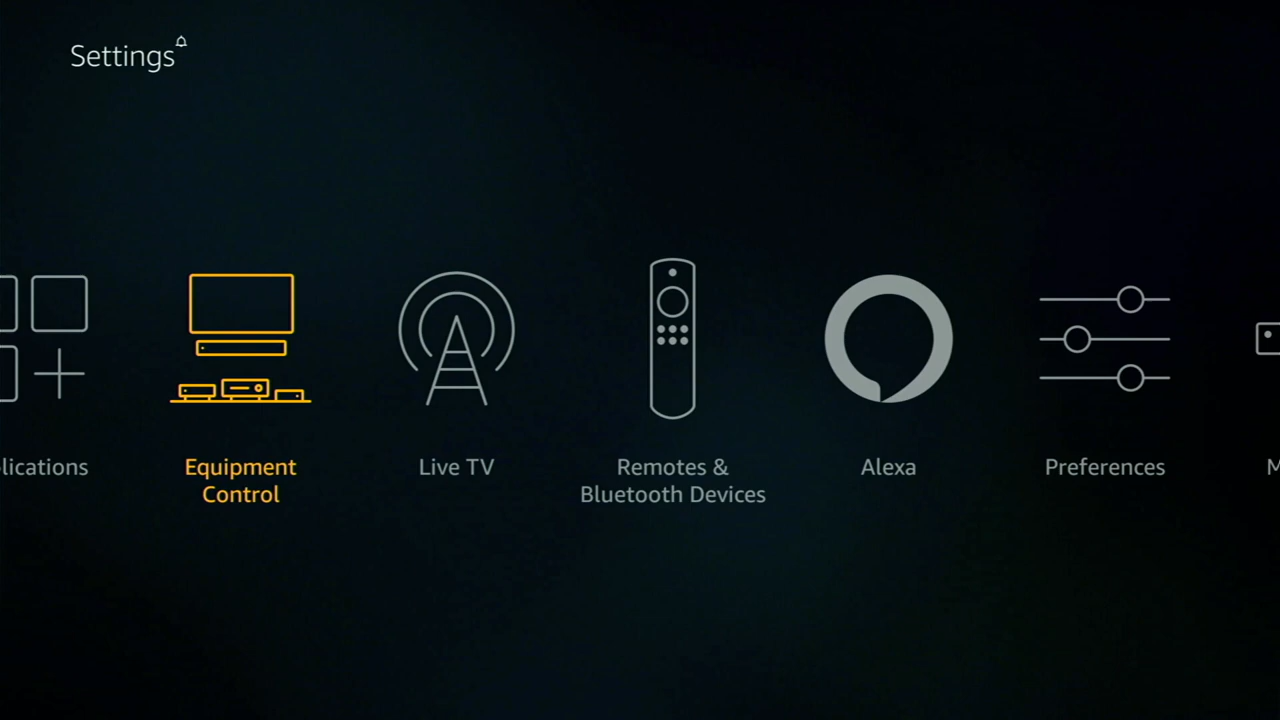 Settings
lications
Equipment
Control
Live TV
Remotes &
Bluetooth Devices
Alexa
Preferences
M